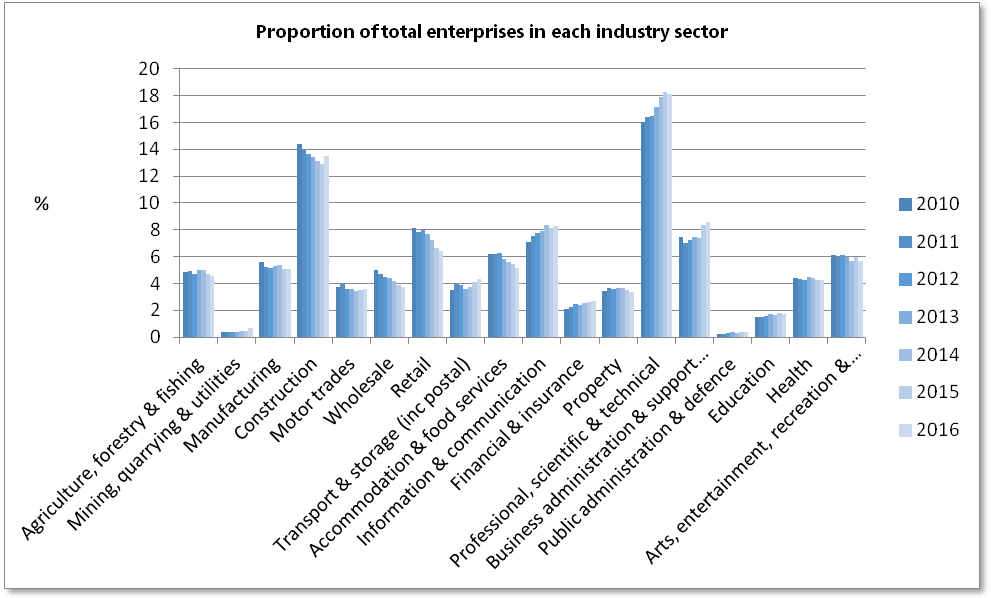 Proportion of total enterprises in each industry sector
20
18
16
14
12
10
8
6
4
2
0
%
Agriculture, forestry & fishing
Mining, quarrying & utilities
Manufacturing
Construction
Motor trades
Wholesale
Retail
Transport & storage (inc postal)
Accommodation & food services
Information & communication
Financial & insurance
Property
Professional, scientific & technical
Business administration & support...
Public administration & defence
Education
Health
Arts, entertainment, recreation &...
2010
2011
2012
2013
2014
2015
2016